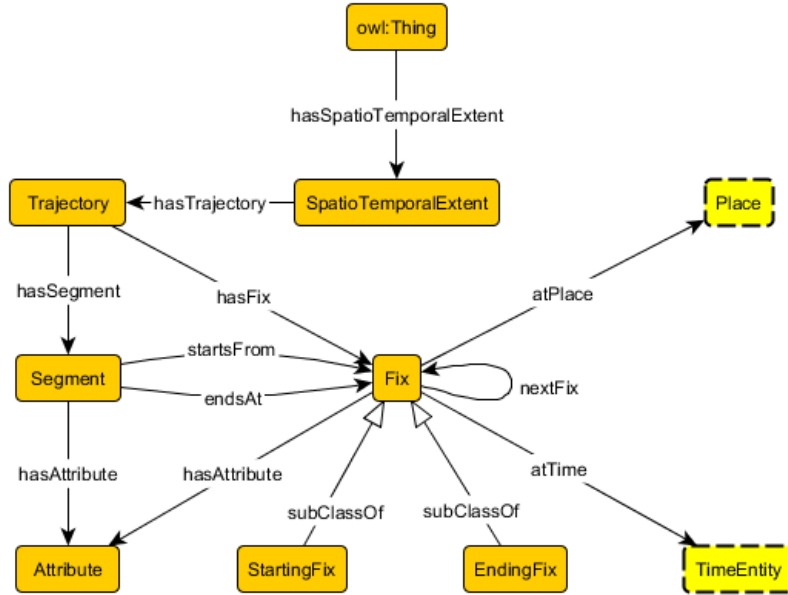 owl:Thing
hasSpatioTemporalExtent
Trajectory
hasTrajectory
SpatioTemporalExtent
Place
hasSegment
hasFix
atPlace
startsFrom
Segment
Fix
endsAt
nextFix
hasAttribute
hasAttribute
atTime
subClassOf
subClassOf
Attribute
StartingFix
EndingFix
TimeEntity